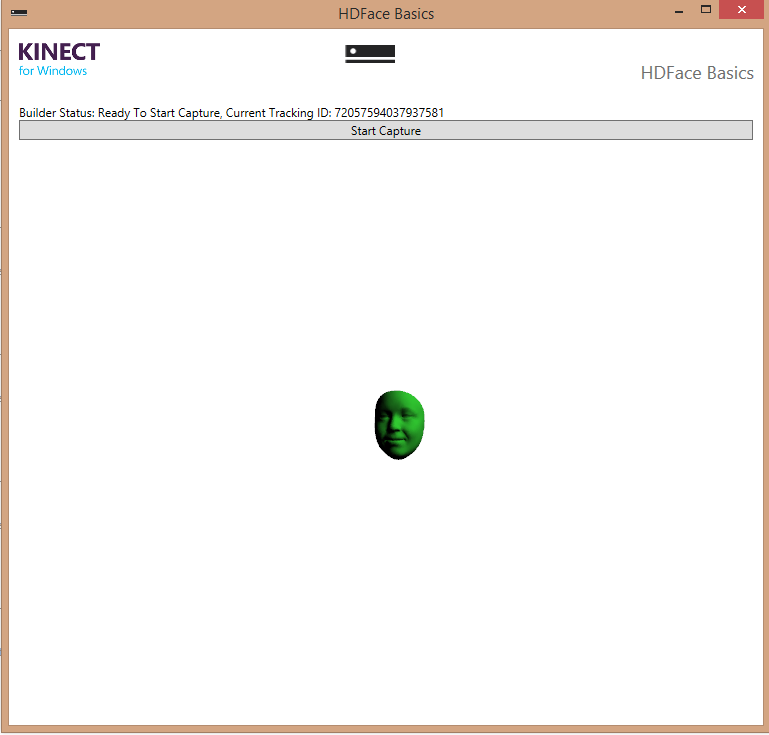 HDFace Basics
KINECT
for Windows
HDFace Basics
Builder Status: Ready To Start Capture, Current Tracking ID: 72057594037937581
Start Capture